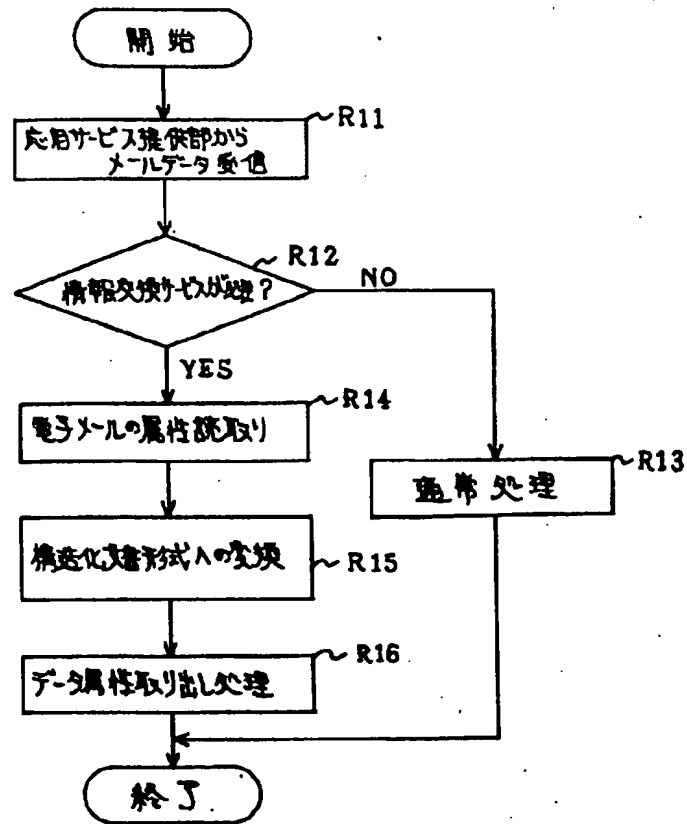 開始
応用サービス提供部から
メールデータ受信
R11
情報交換サービスが必要?
R12
NO
YES
電子メールの属性読取り
R14
通常処理
R13
構造化文書形式への変換
R15
データ属性取り出し処理
R16
終了